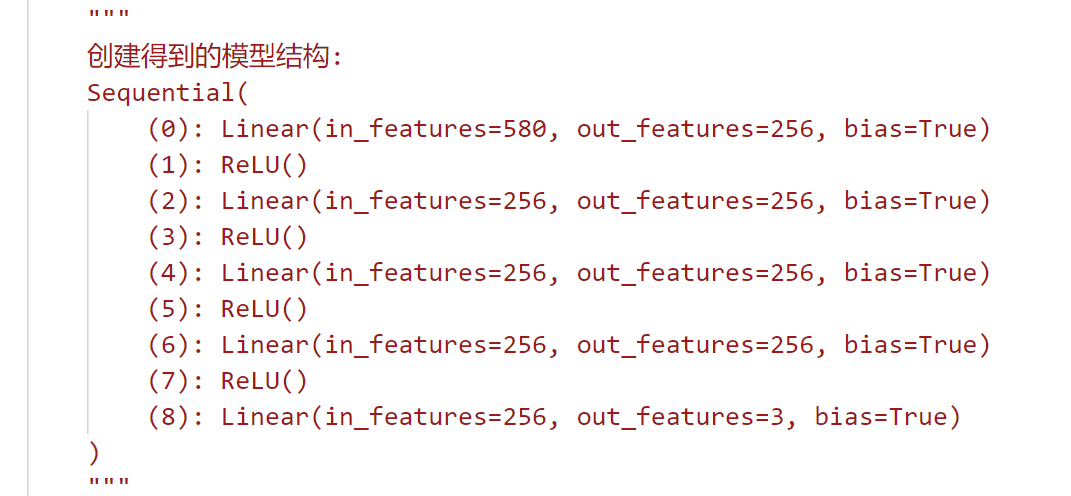 """
创建得到的模型结构:
Sequential(
(0): Linear(in_features=580, out_features=256, bias=True)
(1): ReLU()
(2): Linear(in_features=256, out_features=256, bias=True)
(3): ReLU()
(4): Linear(in_features=256, out_features=256, bias=True)
(5): ReLU()
(6): Linear(in_features=256, out_features=256, bias=True)
(7): ReLU()
(8): Linear(in_features=256, out_features=3, bias=True)
)
"""